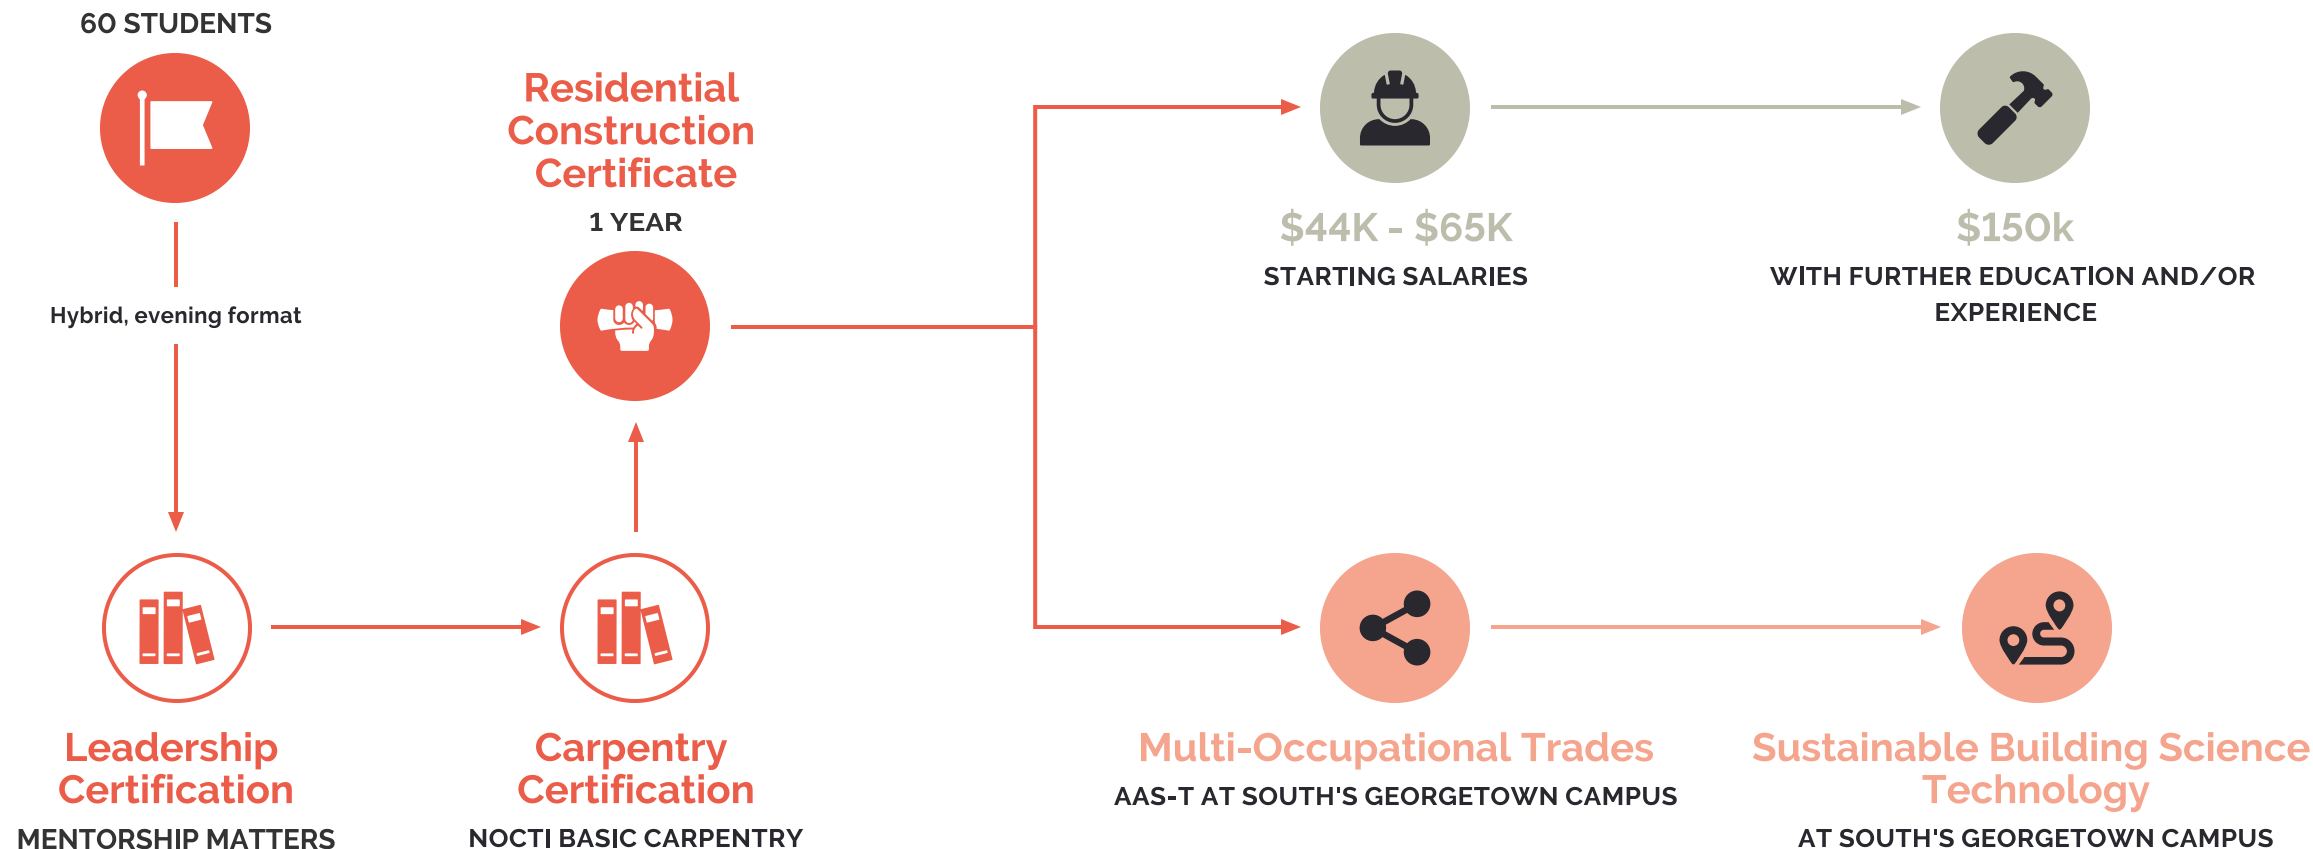 60 STUDENTS
Hybrid, evening format
Leadership
Certification
MENTORSHIP MATTERS
Carpentry
Certification
NOCTI BASIC CARPENTRY
Residential
Construction
Certificate
1 YEAR
$44K - $65K
STARTING SALARIES
$150k
WITH FURTHER EDUCATION AND/OR
EXPERIENCE
Multi-Occupational Trades
AAS-T AT SOUTH'S GEORGETOWN CAMPUS
Sustainable Building Science
Technology
AT SOUTH'S GEORGETOWN CAMPUS